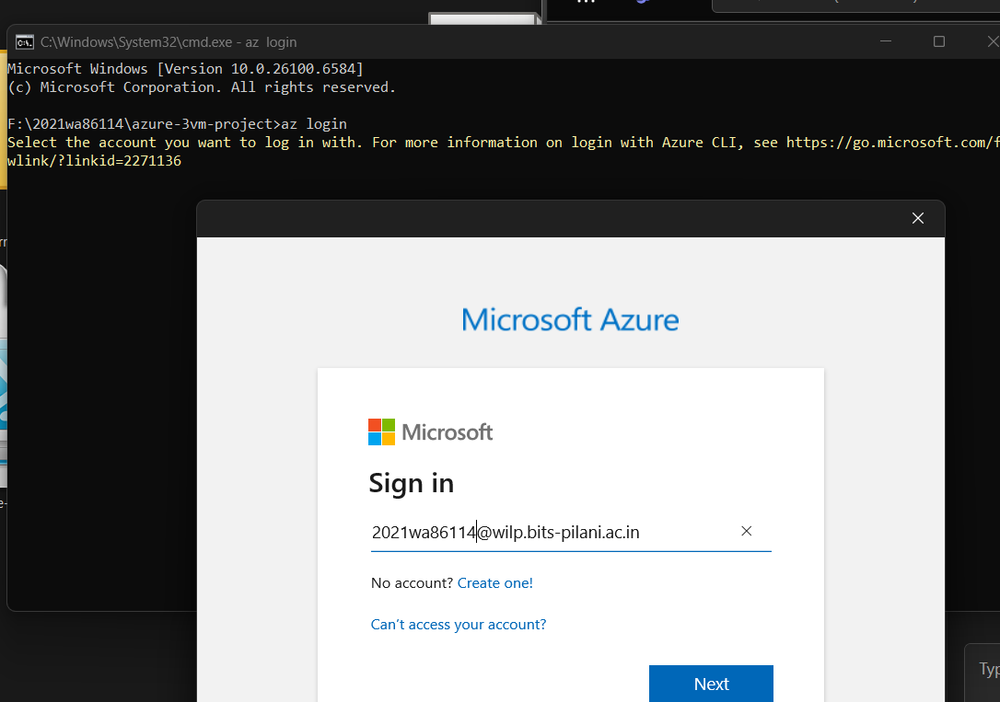 C:\Windows\System32\cmd.exe - az login
Microsoft Windows [Version 10.0.26100.6584]
(c) Microsoft Corporation. All rights reserved.
F:\2021wa86114\azure-3vm-project>az login
Select the account you want to log in with. For more information on login with Azure CLI, see https://go.microsoft.com/f
wlink/?linkid=2271136
Microsoft Azure
Microsoft
Sign in
2021wa86114@wilp.bits-pilani.ac.in
No account? Create one!
Can't access your account?
Next